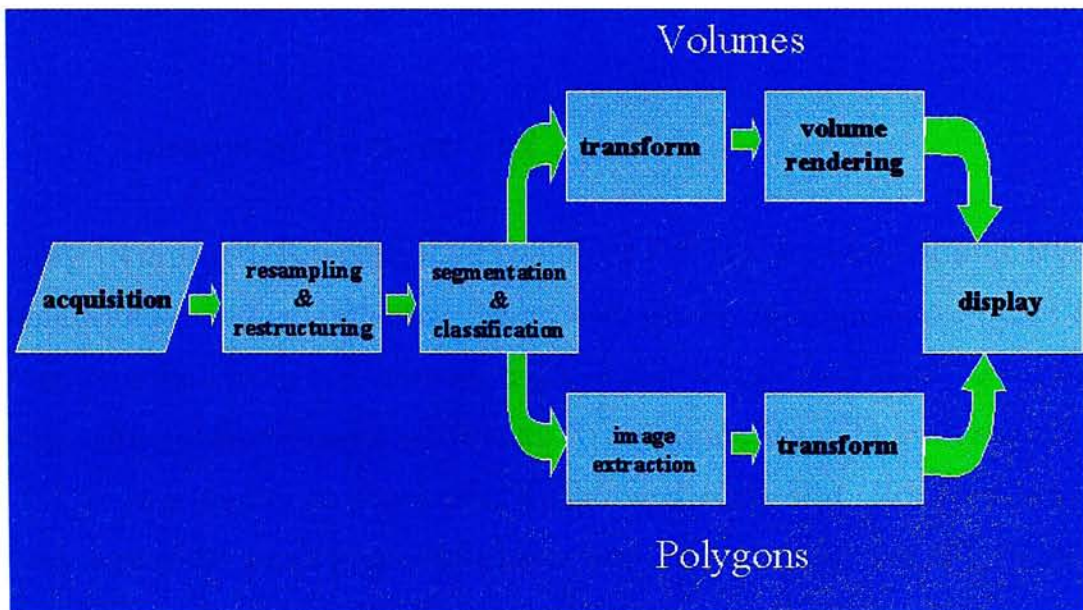 Volumes
transform
volume
rendering
acquisition
resampling
&
restructuring
segmentation
&
classification
display
image
extraction
transform
Polygons